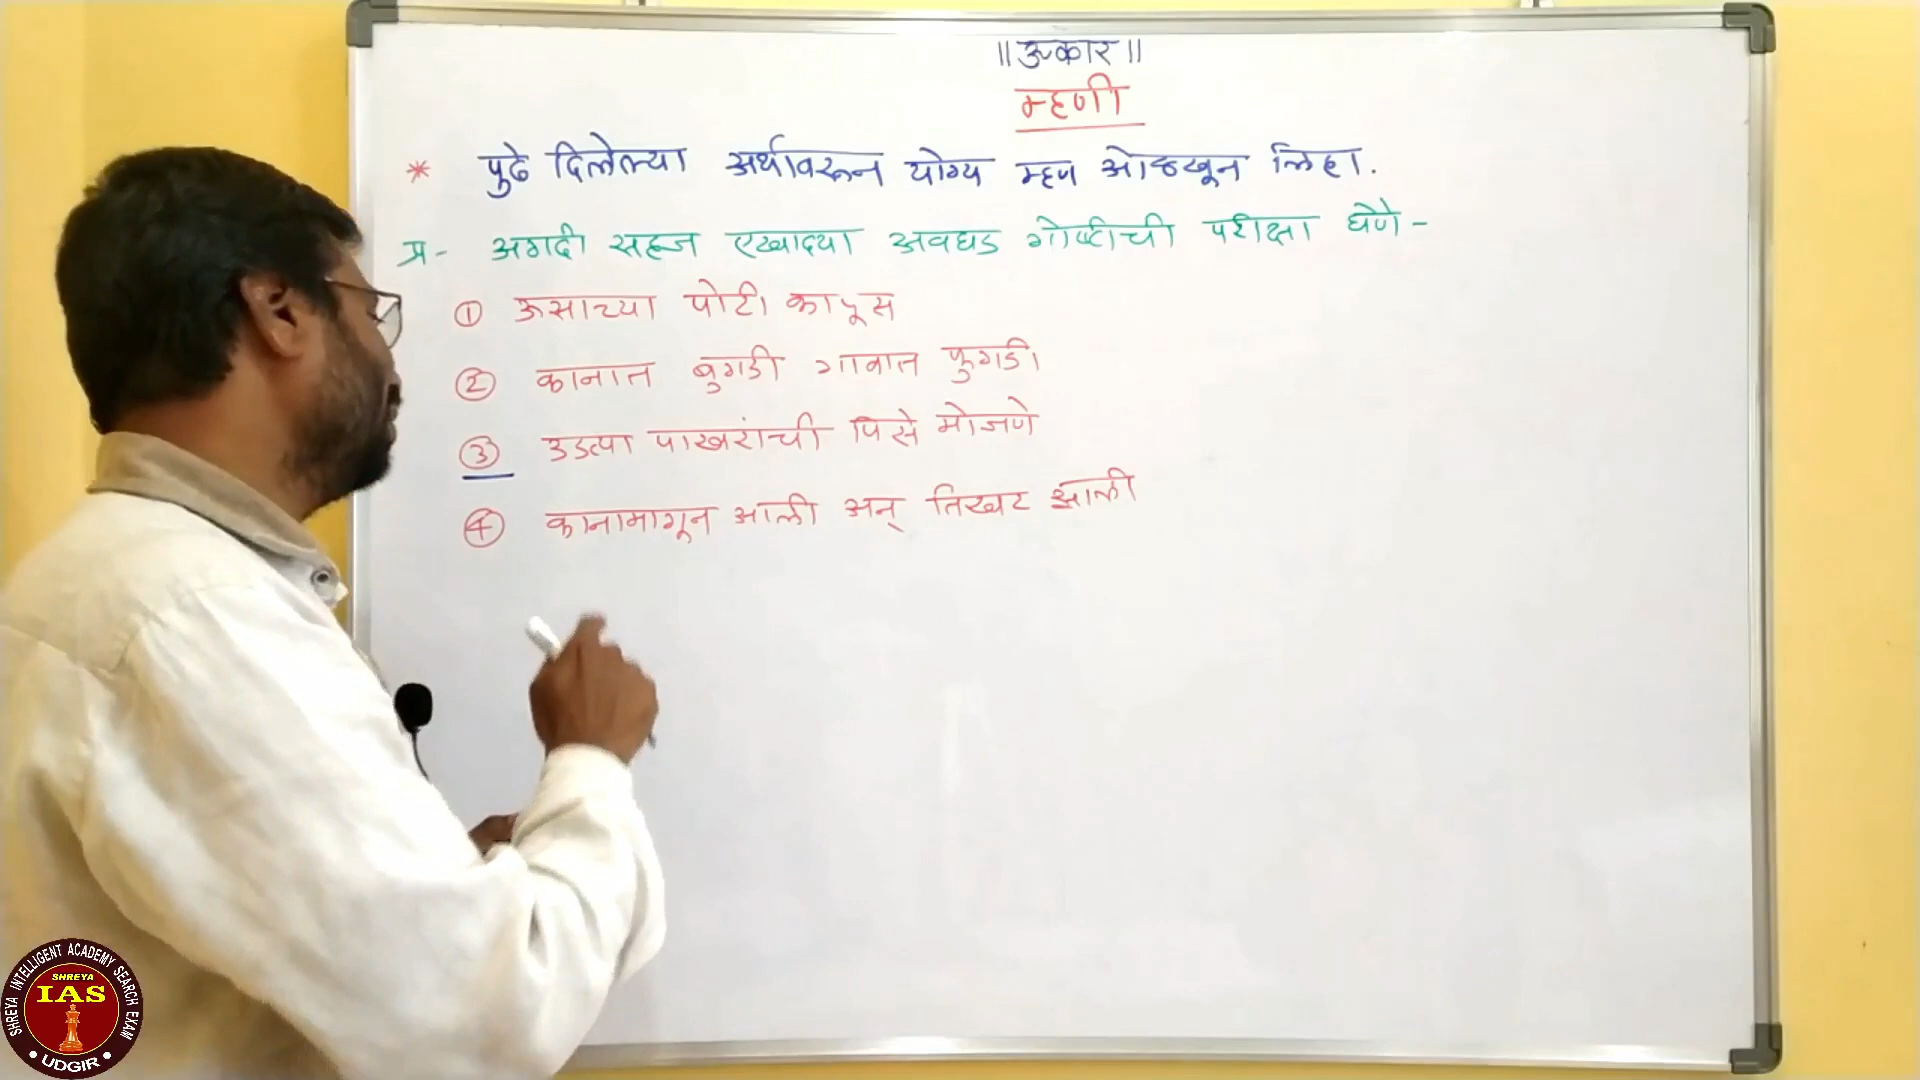 ॥ उ‍ॅंकार ॥
म्हणी
* पुढे दिलेल्या अर्थावरून योग्य म्हण ओळखून लिहा.
प्र- अगदी सहज एखाद्या अवघड गोष्टीची परीक्षा घेणे -
① ऊसाच्या पोटी कापूस
② कानात बुगडी गावात फुगडी
③ उडत्या पाखरांची पिसे मोजणे
④ कानामागून आली अन् तिखट झाली
SHREYA INTELLIGENT ACADEMY SEARCH EXAM
SHREYA
IAS
• UDGIR •